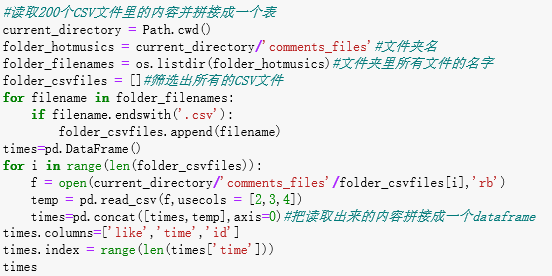 #读取200个CSV文件里的内容并拼接成一个表
current_directory = Path.cwd()
folder_hotmusics = current_directory/'comments_files'#文件夹名
folder_filenames = os.listdir(folder_hotmusics)#文件夹里所有文件的名字
folder_csvfiles = []#筛选出所有的CSV文件
for filename in folder_filenames:
    if filename.endswith('.csv'):
        folder_csvfiles.append(filename)
times=pd.DataFrame()
for i in range(len(folder_csvfiles)):
    f = open(current_directory/'comments_files'/folder_csvfiles[i],'rb')
    temp = pd.read_csv(f,usecols = [2,3,4])
    times=pd.concat([times,temp],axis=0)#把读取出来的内容拼接成一个dataframe
times.columns=['like','time','id']
times.index = range(len(times['time']))
times